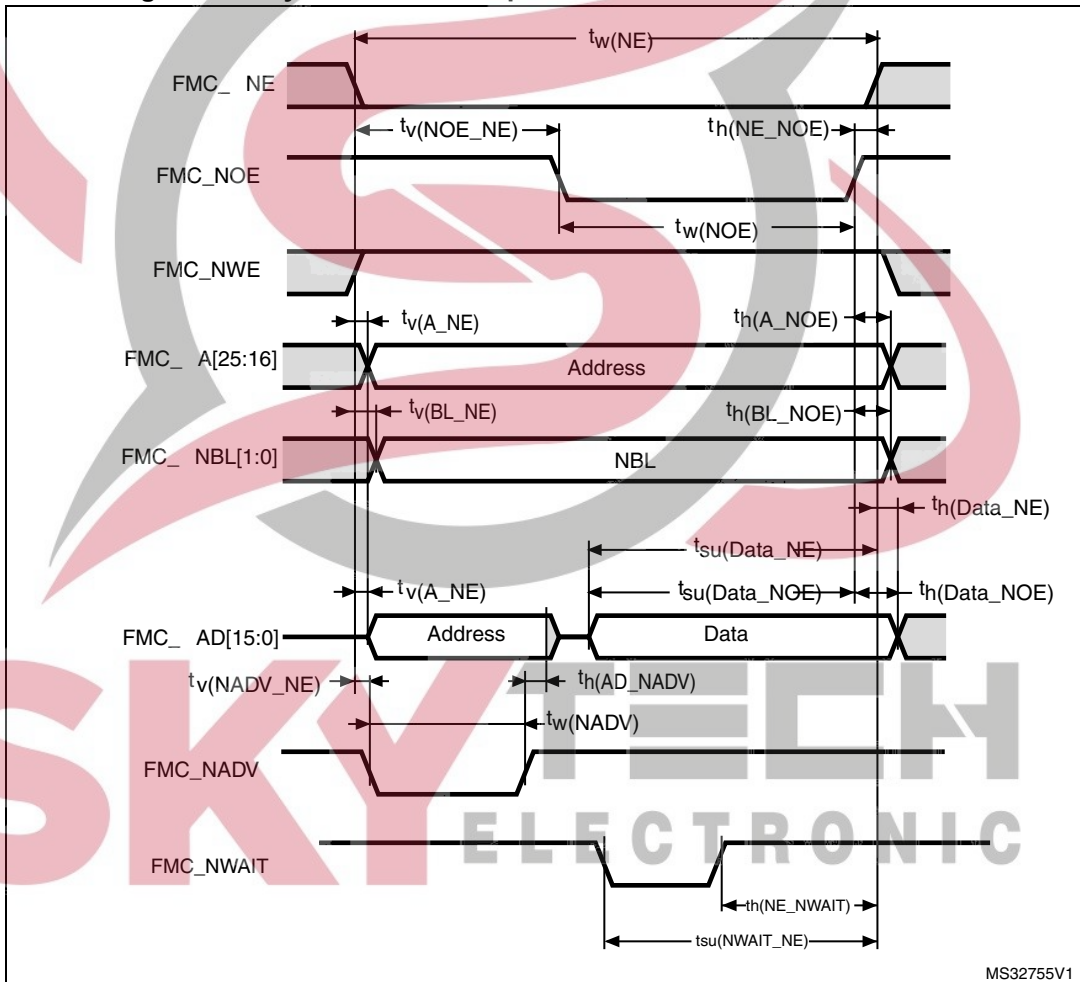 tw(NE)
FMC_ NE
tv(NOE_NE)
th(NE_NOE)
FMC_NOE
tw(NOE)
FMC_NWE
tv(A_NE)
th(A_NOE)
FMC_ A[25:16]
Address
tv(BL_NE)
th(BL_NOE)
FMC_ NBL[1:0]
NBL
th(Data_NE)
tsu(Data_NE)
tv(A_NE)
tsu(Data_NOE)
th(Data_NOE)
FMC_ AD[15:0]
Address
Data
tv(NADV_NE)
th(AD_NADV)
tw(NADV)
FMC_NADV
FMC_NWAIT
th(NE_NWAIT)
tsu(NWAIT_NE)
MS32755V1
SKY TECH
ELECTRONIC